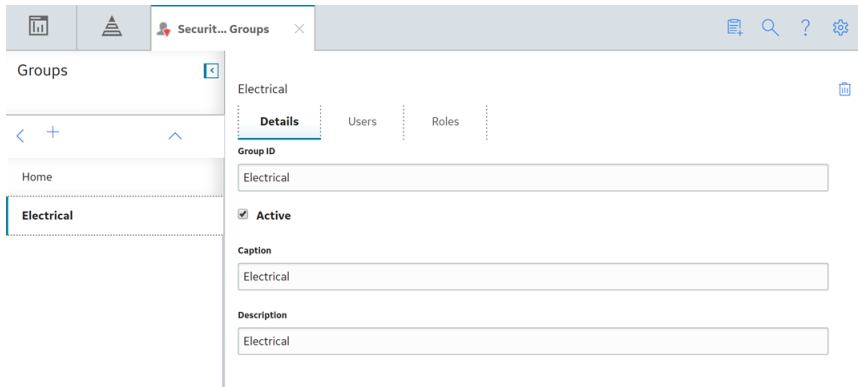 Securit... Groups
Groups
Home
Electrical
Electrical
Details
Users
Roles
Group ID
Electrical
Active
Caption
Electrical
Description
Electrical